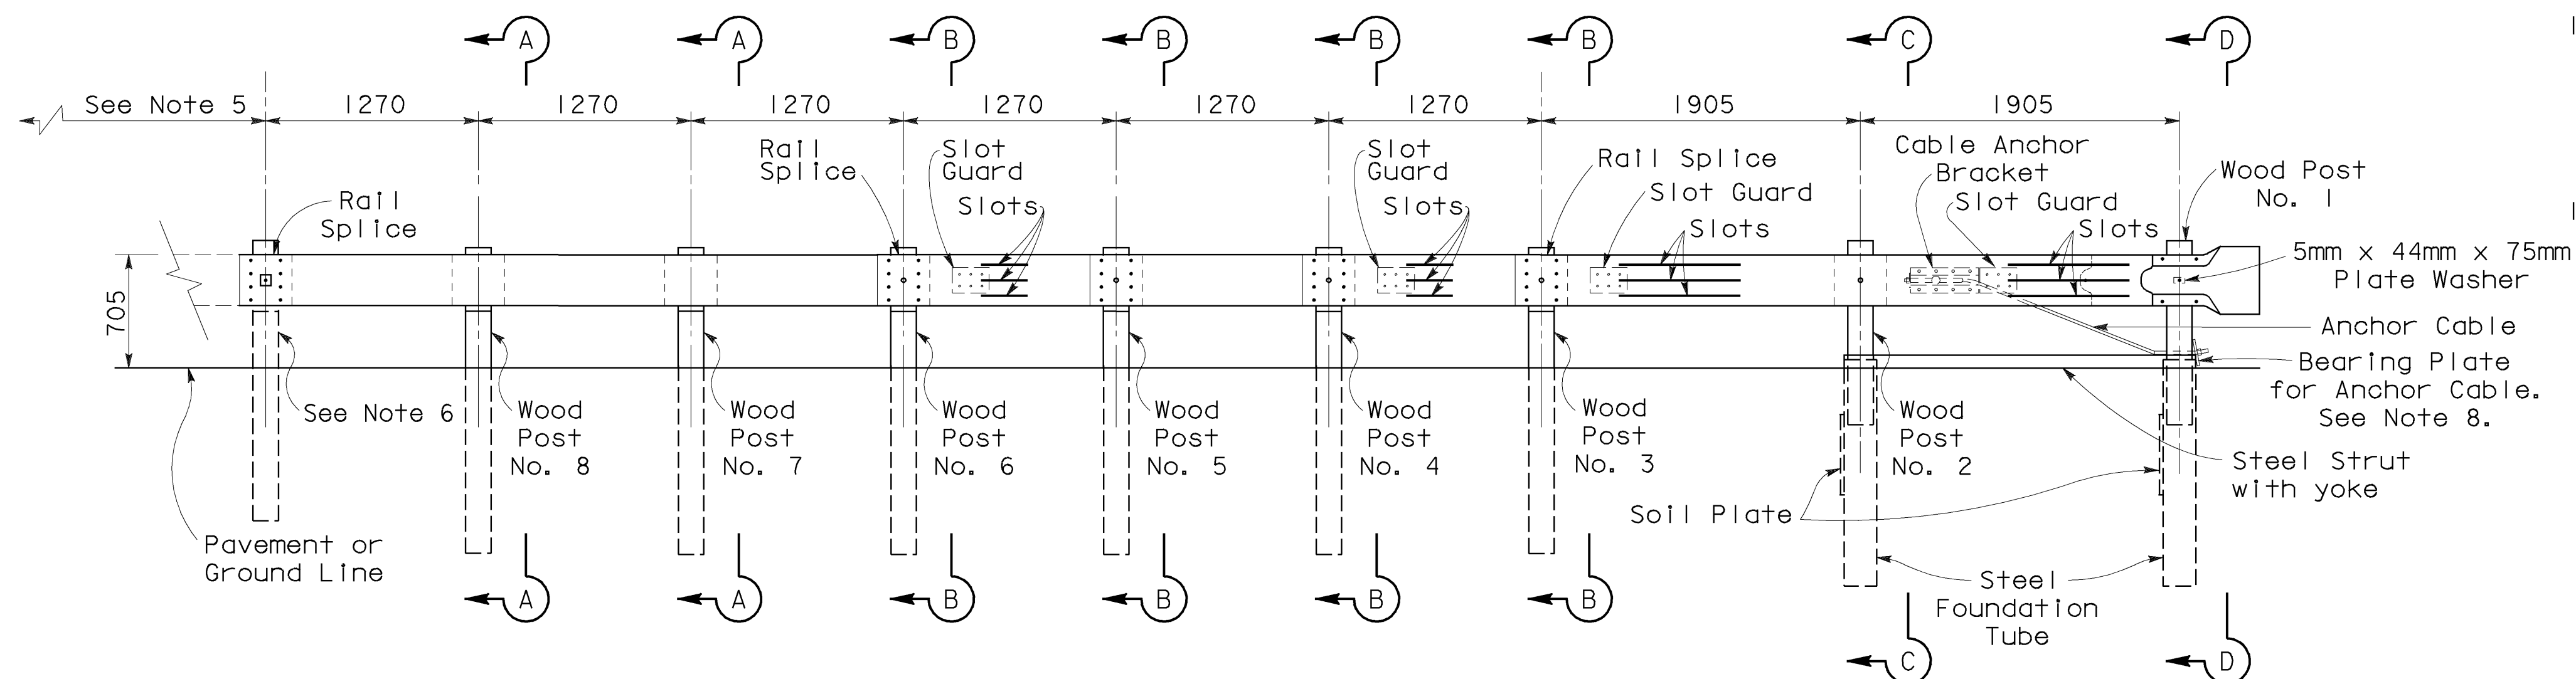 A A B B B B C D
See Note 5 1270 1270 1270 1270 1270 1270 1905 1905
Rail
Splice
Rail
Splice
Slot
Guard
Slots
Slot
Guard
Slots
Rail Splice
Slot Guard
Slots
Cable Anchor
Bracket
Slot Guard
Slots
Wood Post
No. 1
5mm x 44mm x 75mm
Plate Washer
Anchor Cable
Bearing Plate
for Anchor Cable.
See Note 8.
Steel Strut
with yoke
705
See Note 6
Wood
Post
No. 8
Wood
Post
No. 7
Wood
Post
No. 6
Wood
Post
No. 5
Wood
Post
No. 4
Wood
Post
No. 3
Wood
Post
No. 2
Soil Plate
Pavement or
Ground Line
Steel
Foundation
Tube
A A B B B B
C D